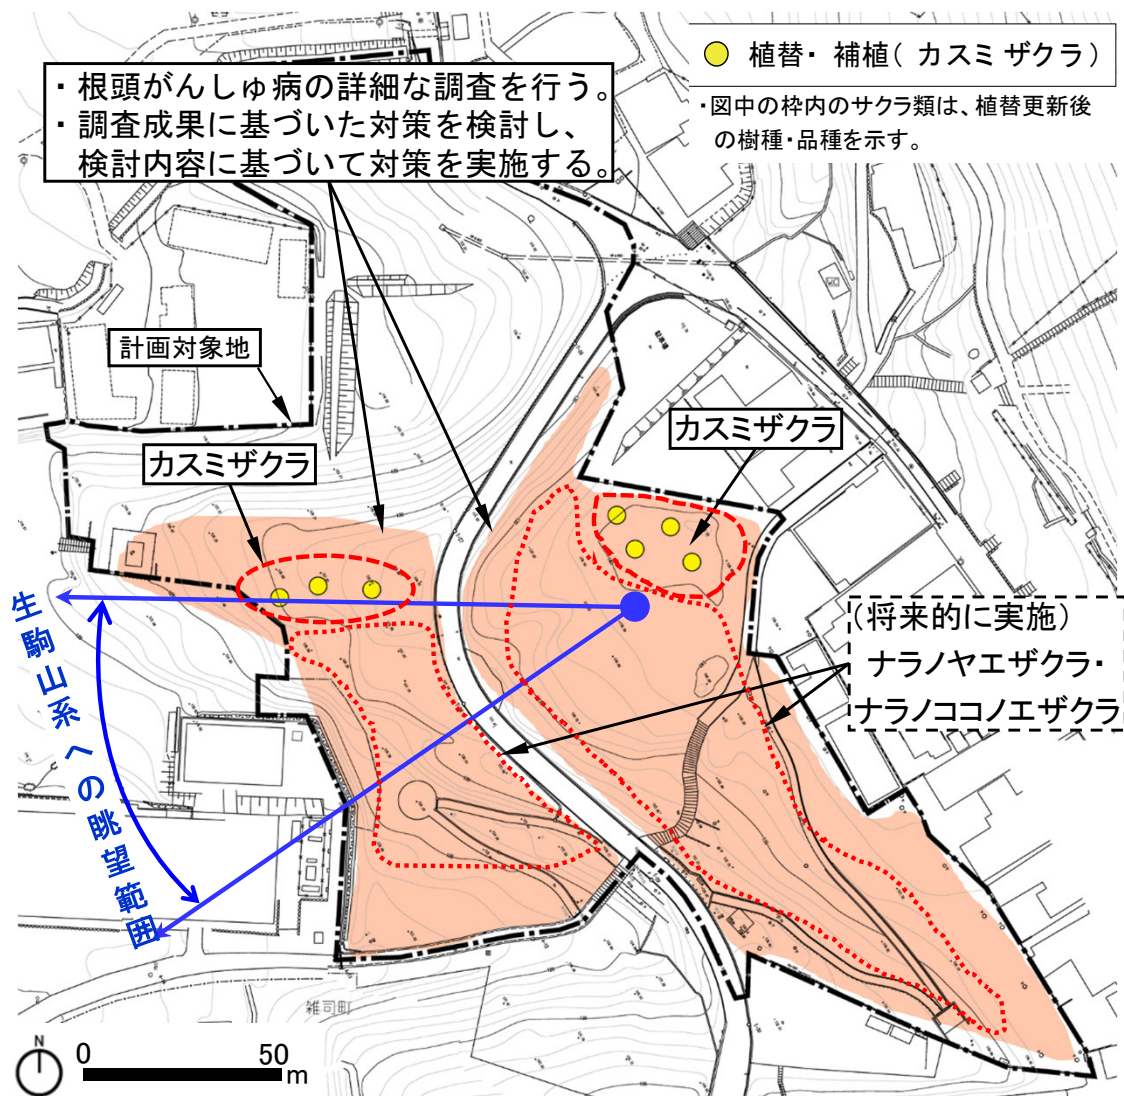 植替・補植(カスミザクラ)
・図中の枠内のサクラ類は、植替更新後
の樹種・品種を示す。
・根頭がんしゅ病の詳細な調査を行う。
・調査成果に基づいた対策を検討し、
検討内容に基づいて対策を実施する。
計画対象地
カスミザクラ
カスミザクラ
(将来的に実施)
ナラノヤエザクラ・
ナラノココノエザクラ
生駒山系への眺望範囲
雑司町
N
0
50
m